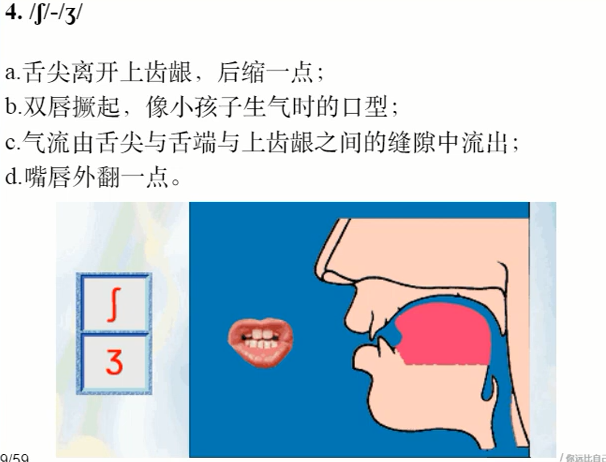 4. /ʃ/-/ʒ/
a.舌尖离开上齿龈，后缩一点；
b.双唇撅起，像小孩子生气时的口型；
c.气流由舌尖与舌端与上齿龈之间的缝隙中流出；
d.嘴唇外翻一点。
ʃ
ʒ
9/59